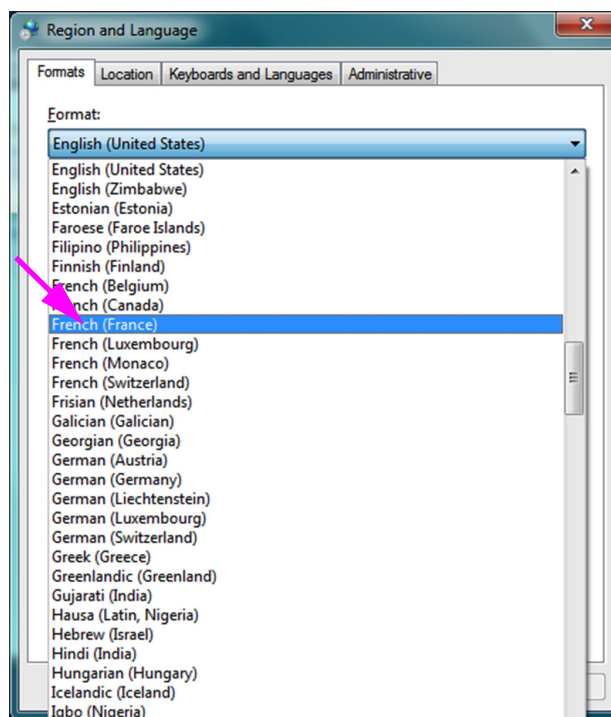 Region and Language
Formats Location Keyboards and Languages Administrative
Format:
English (United States)
English (United States)
English (Zimbabwe)
Estonian (Estonia)
Faroese (Faroe Islands)
Filipino (Philippines)
Finnish (Finland)
French (Belgium)
French (Canada)
French (France)
French (Luxembourg)
French (Monaco)
French (Switzerland)
Frisian (Netherlands)
Galician (Galician)
Georgian (Georgia)
German (Austria)
German (Germany)
German (Liechtenstein)
German (Luxembourg)
German (Switzerland)
Greek (Greece)
Greenlandic (Greenland)
Gujarati (India)
Hausa (Latin, Nigeria)
Hebrew (Israel)
Hindi (India)
Hungarian (Hungary)
Icelandic (Iceland)
Igbo (Nigeria)